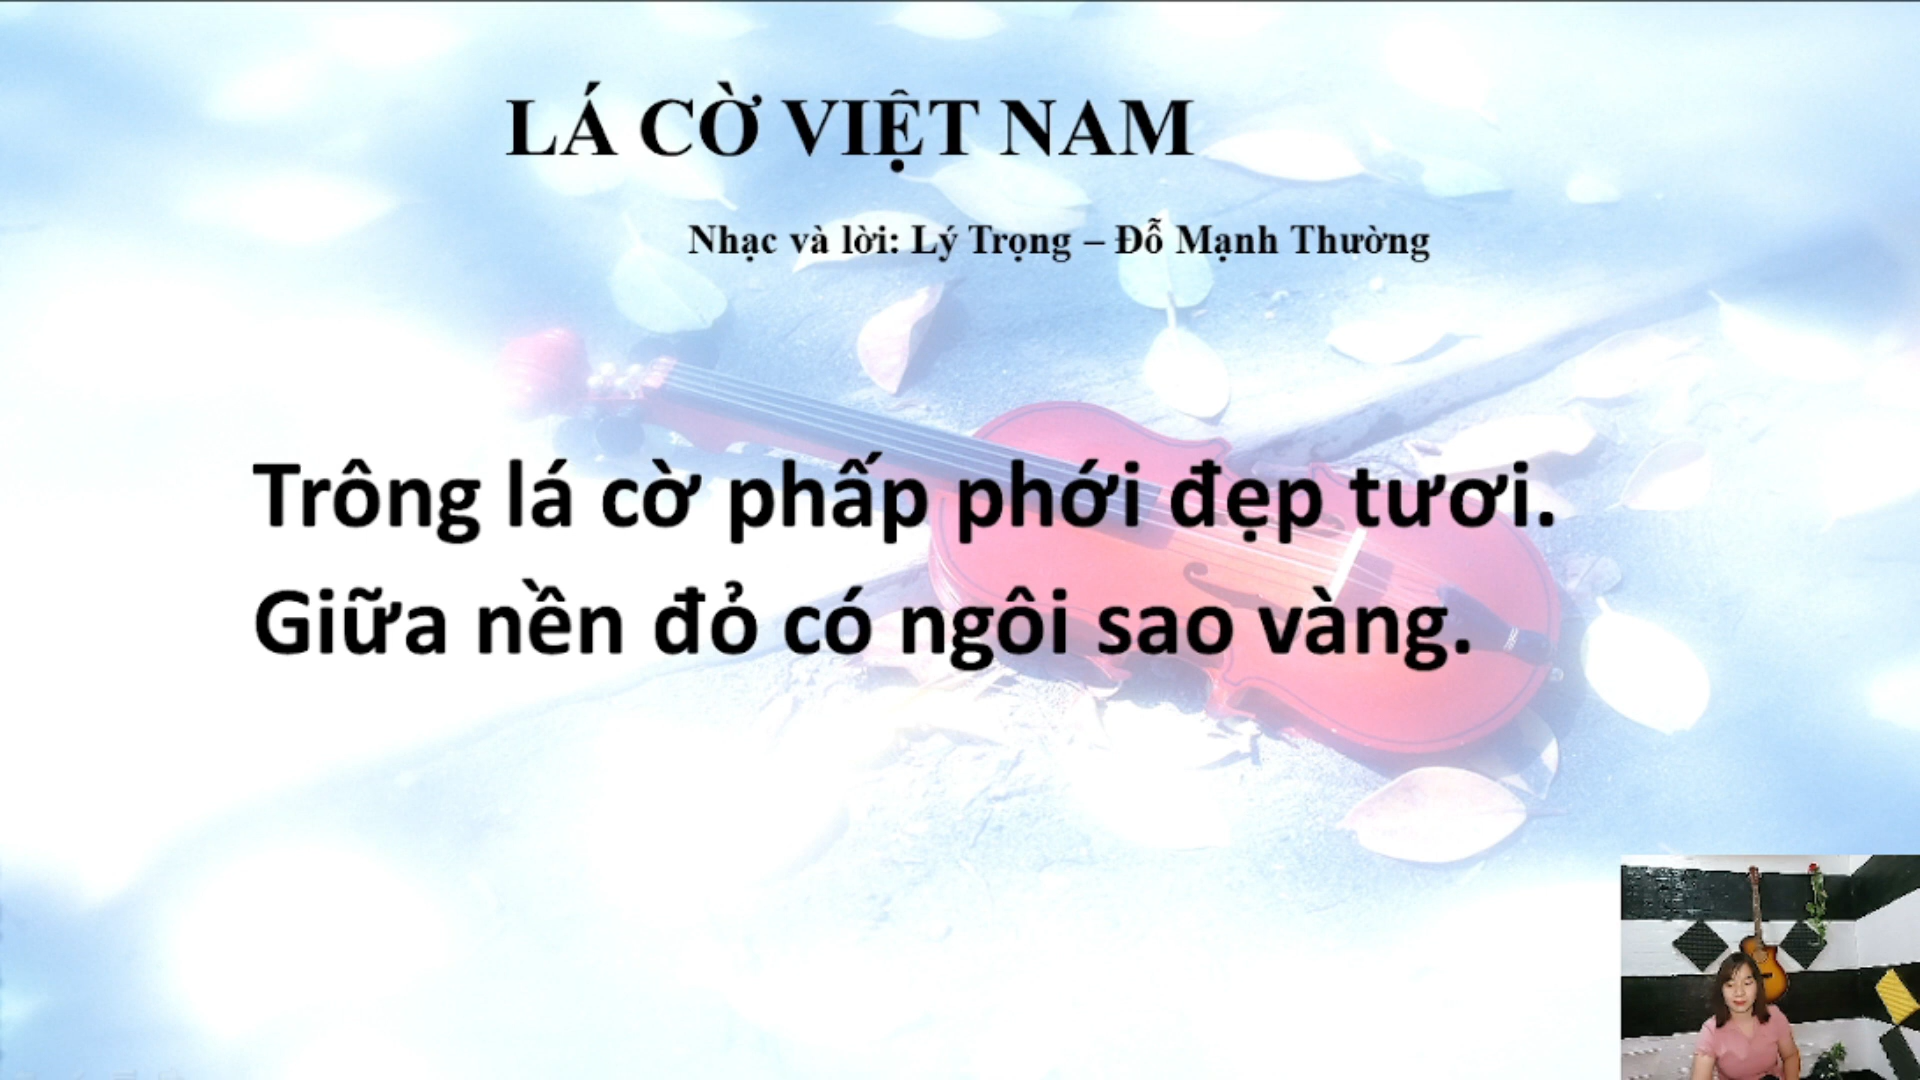 LÁ CỜ VIỆT NAM
Nhạc và lời: Lý Trọng – Đỗ Mạnh Thường
Trông lá cờ phấp phới đẹp tươi.
Giữa nền đỏ có ngôi sao vàng.